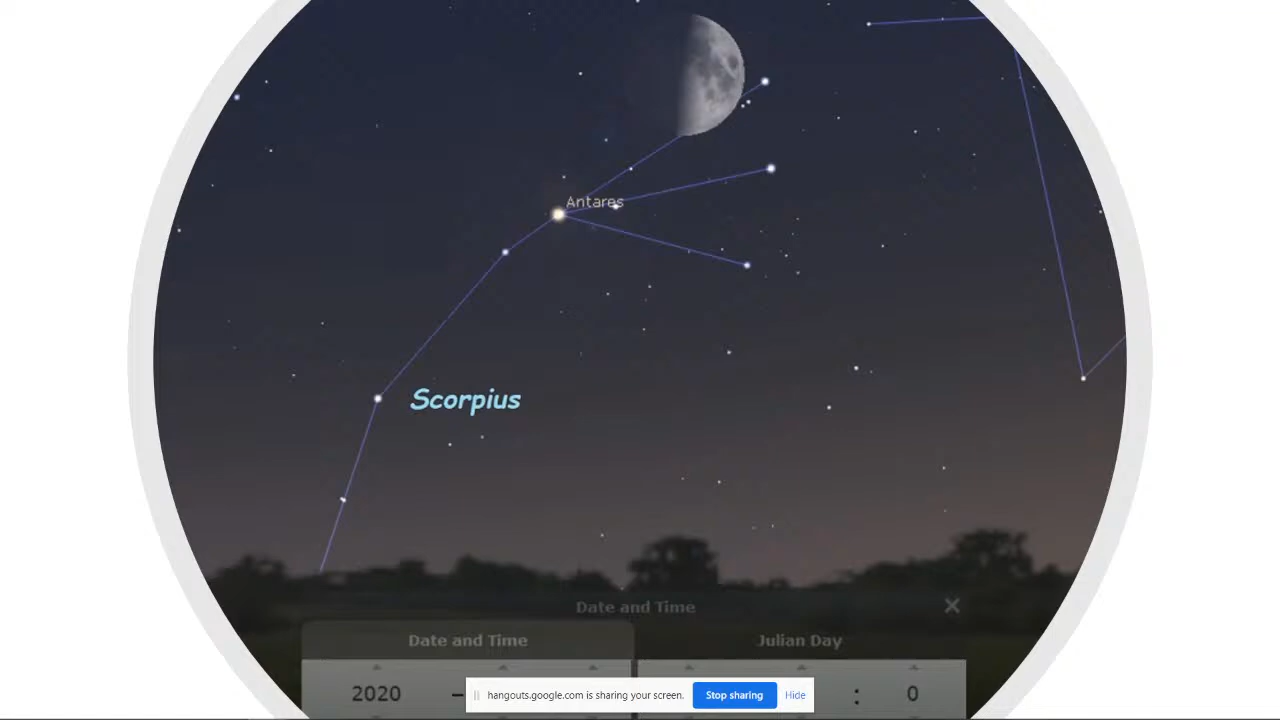 Antares
Scorpius
Date and Time
Date and Time Julian Day
2020 – : 0
hangouts.google.com is sharing your screen. Stop sharing Hide